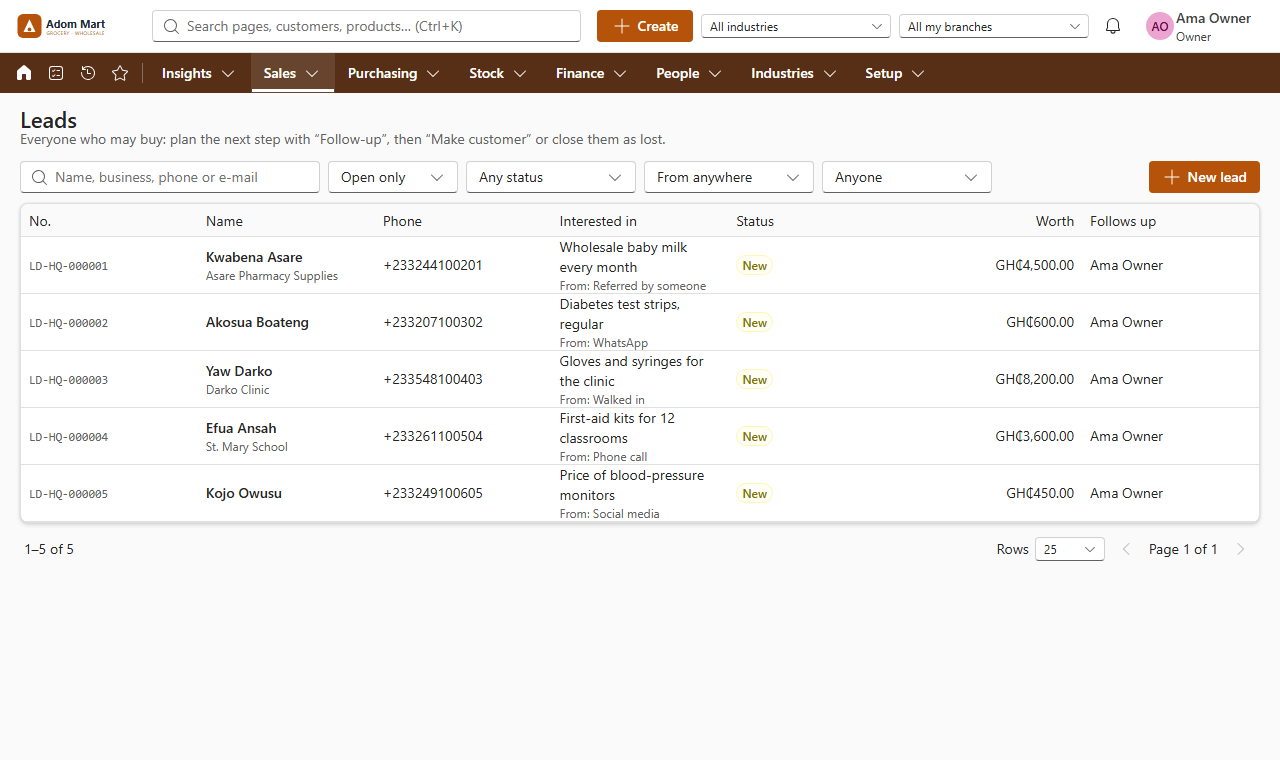 Adom Mart
GROCERY · WHOLESALE
Search pages, customers, products... (Ctrl+K)
Create
All industries
All my branches
AO
Ama Owner
Owner
Insights
Sales
Purchasing
Stock
Finance
People
Industries
Setup
Leads
Everyone who may buy: plan the next step with “Follow-up”, then “Make customer” or close them as lost.
Name, business, phone or e-mail
Open only
Any status
From anywhere
Anyone
New lead
No. Name Phone Interested in Status Worth Follows up
LD-HQ-000001 Kwabena Asare Asare Pharmacy Supplies +233244100201 Wholesale baby milk every month From: Referred by someone New GH₵4,500.00 Ama Owner
LD-HQ-000002 Akosua Boateng +233207100302 Diabetes test strips, regular From: WhatsApp New GH₵600.00 Ama Owner
LD-HQ-000003 Yaw Darko Darko Clinic +233548100403 Gloves and syringes for the clinic From: Walked in New GH₵8,200.00 Ama Owner
LD-HQ-000004 Efua Ansah St. Mary School +233261100504 First-aid kits for 12 classrooms From: Phone call New GH₵3,600.00 Ama Owner
LD-HQ-000005 Kojo Owusu +233249100605 Price of blood-pressure monitors From: Social media New GH₵450.00 Ama Owner
1–5 of 5
Rows 25
Page 1 of 1